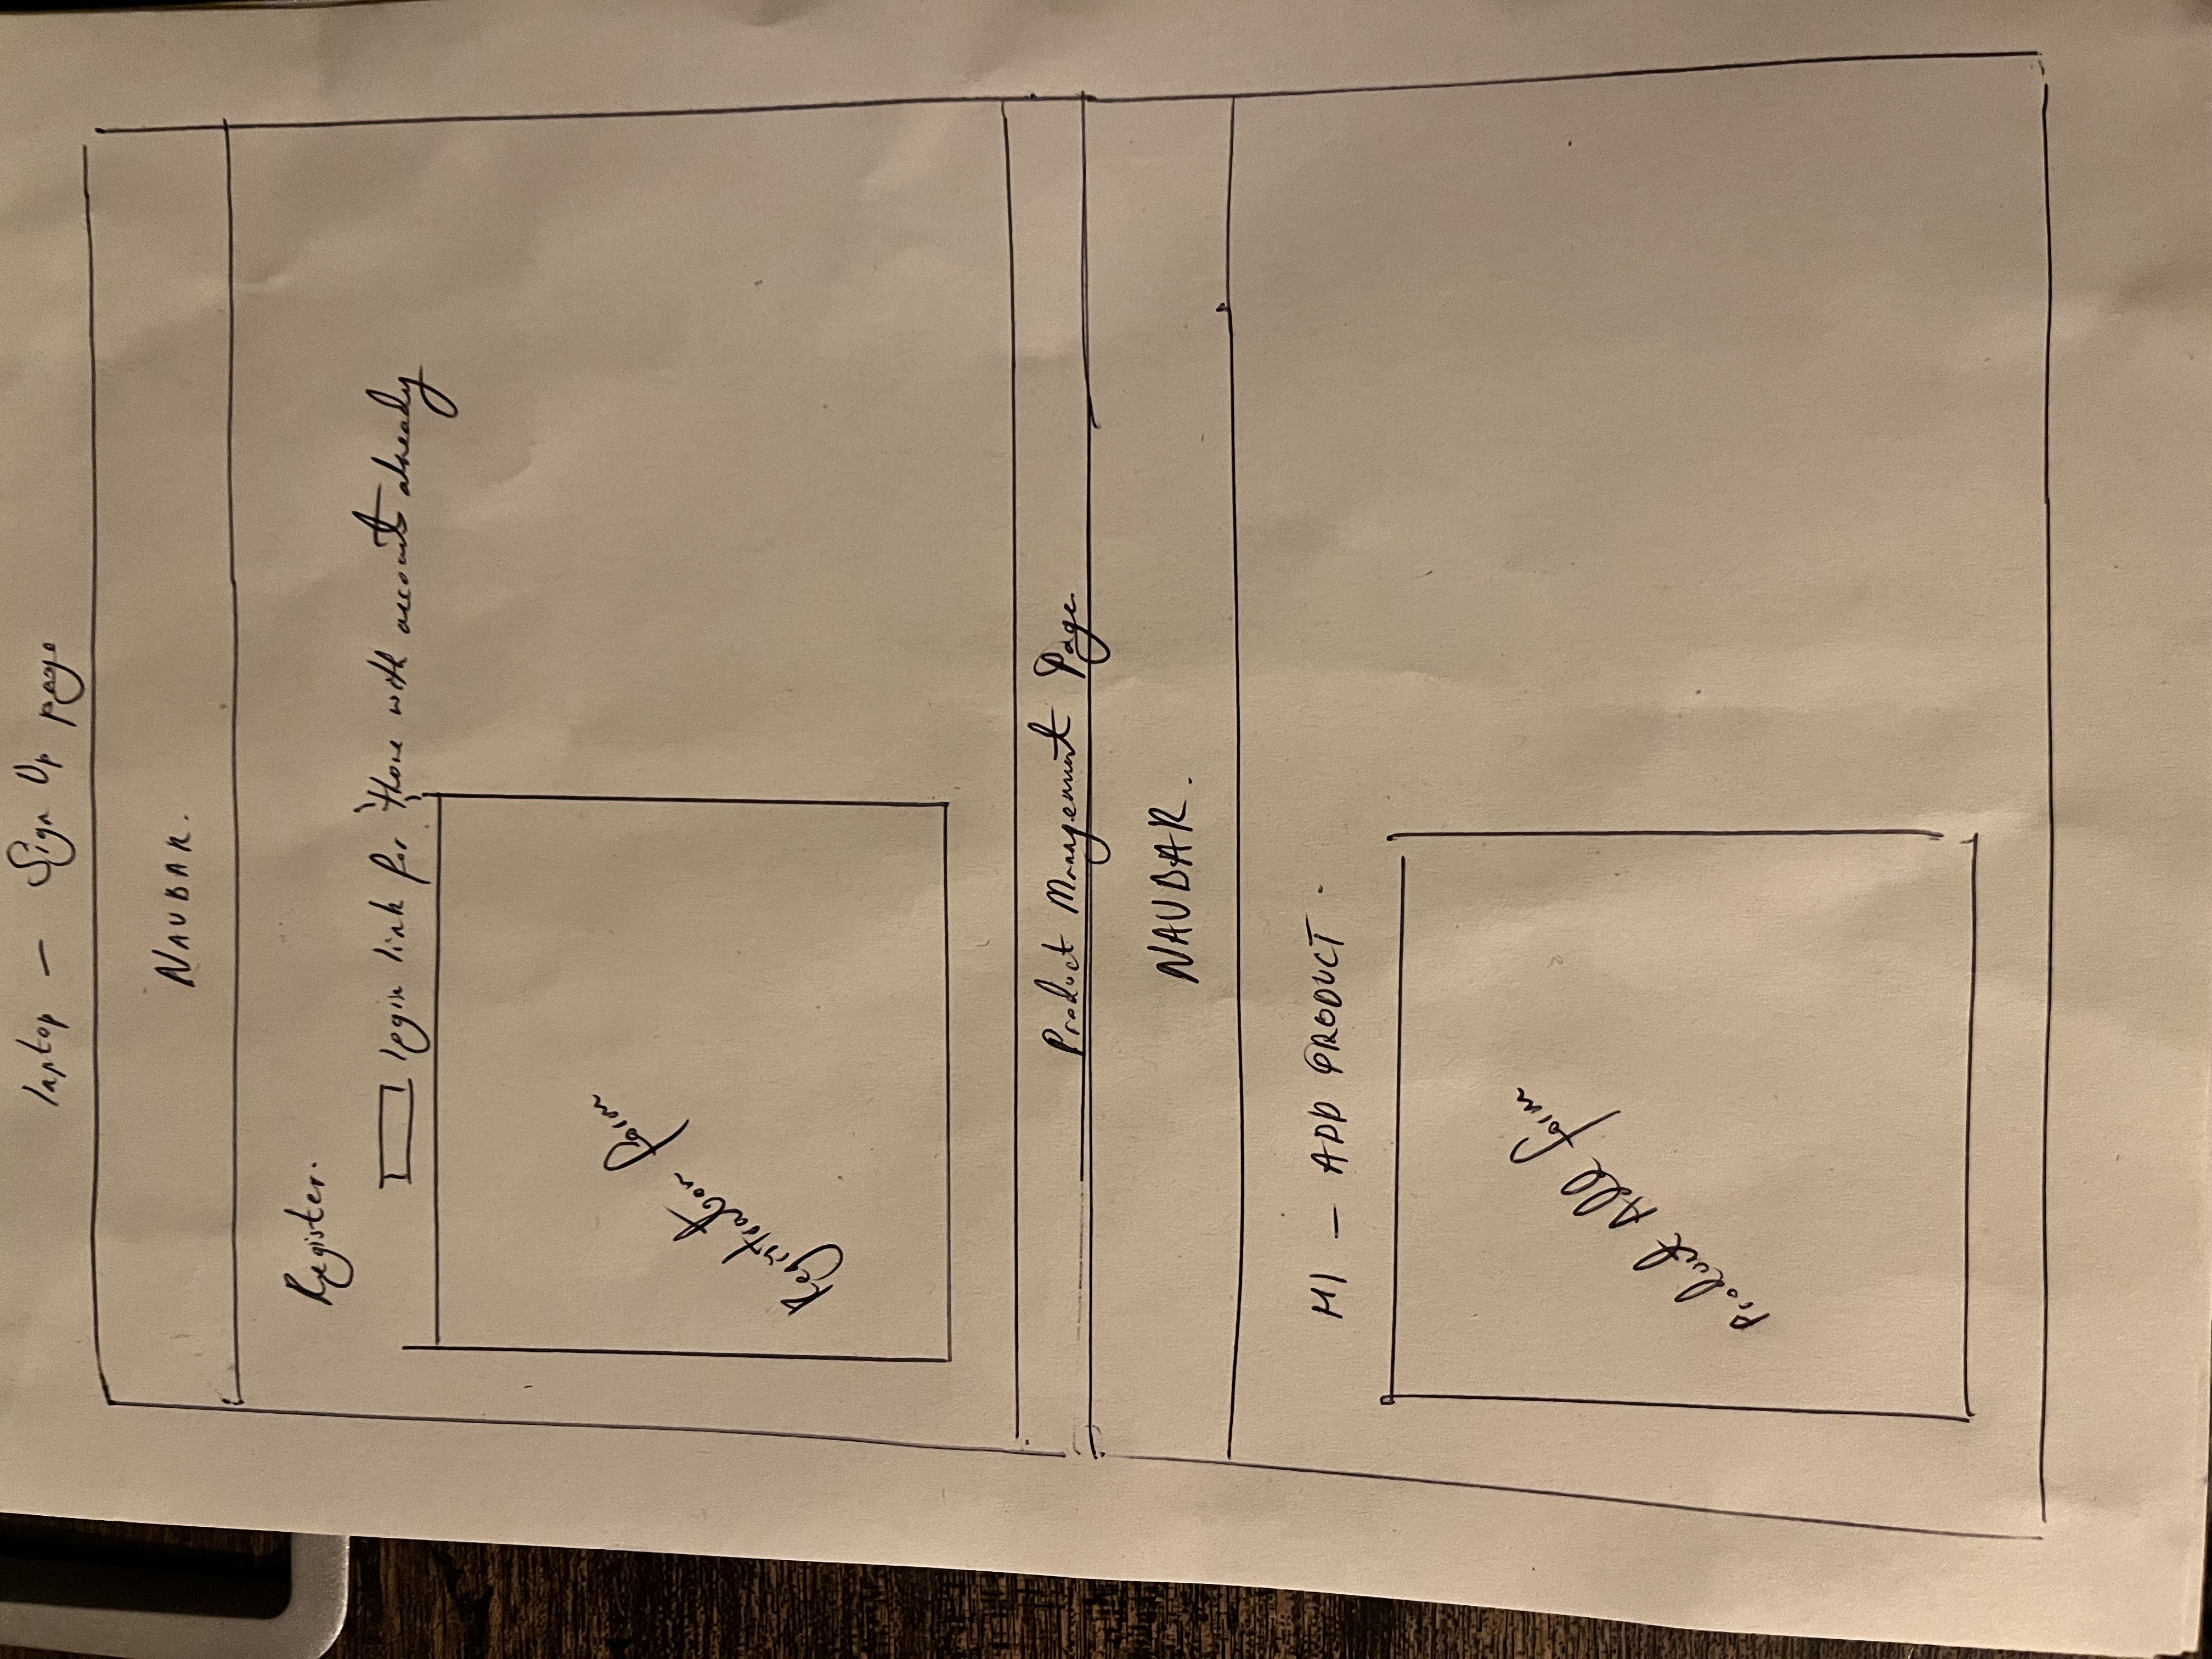 laptop — Sign Up page
NAVBAR.
Register.
login link for those with accounts already
Registration form
Product Management Page
NAVBAR.
H1 — ADD PRODUCT
Product Add form